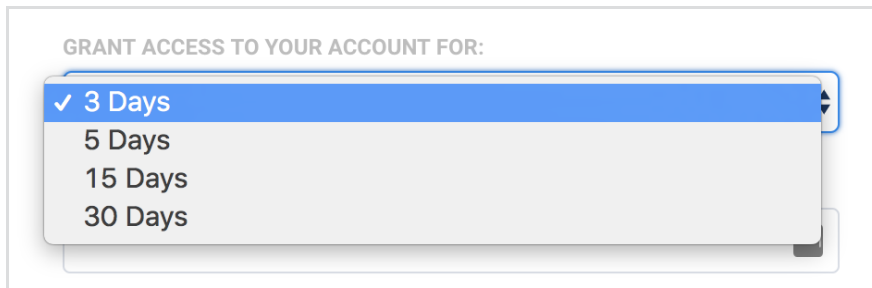 GRANT ACCESS TO YOUR ACCOUNT FOR:
✓ 3 Days
5 Days
15 Days
30 Days